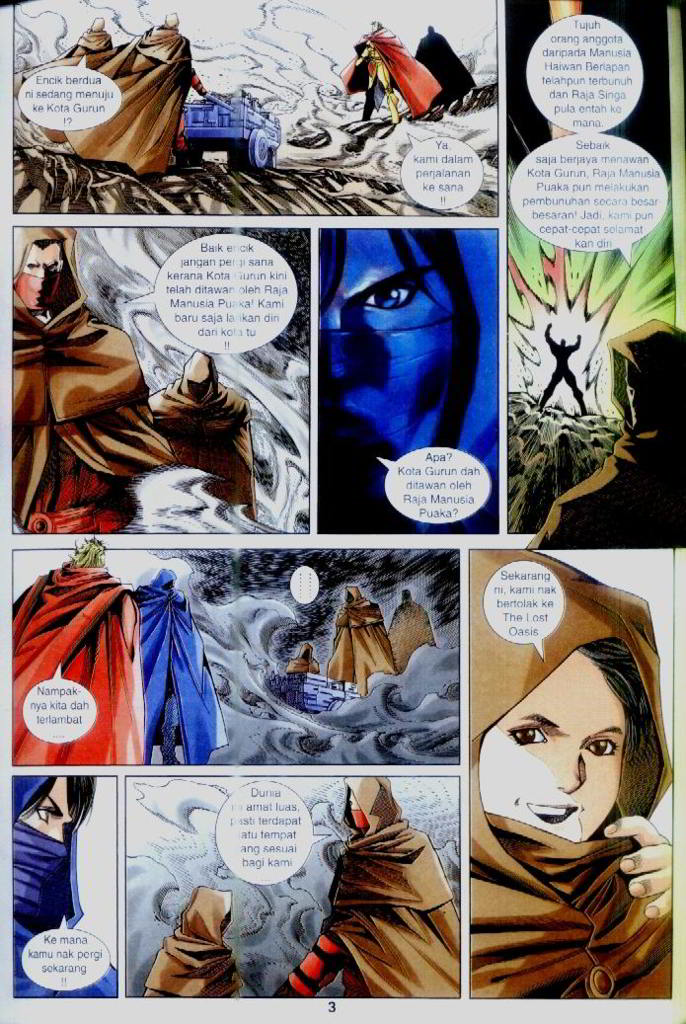 Encik berdua
ni sedang menuju
ke Kota Gurun
!?
Ya,
kami dalam
perjalanan
ke sana
!!
Tujuh
orang anggota
daripada Manusia
Haiwan Berlapan
telahpun terbunuh
dan Raja Singa
pula entah ke
mana.
Sebaik
saja berjaya menawan
Kota Gurun, Raja Manusia
Puaka pun melakukan
pembunuhan secara besar-
besaran! Jadi, kami pun
cepat-cepat selamat
kan diri
Baik encik
jangan pergi sana
kerana Kota Gurun kini
telah ditawan oleh Raja
Manusia Puaka! Kami
baru saja larikan diri
dari kota tu
!!
Apa?
Kota Gurun dah
ditawan oleh
Raja Manusia
Puaka?
Nampak-
nya kita dah
terlambat
....
Sekarang
ni, kami nak
bertolak ke
The Lost
Oasis
Ke mana
kamu nak pergi
sekarang
!!
Dunia
amat luas,
pasti terdapat
satu tempat
yang sesuai
bagi kami
3